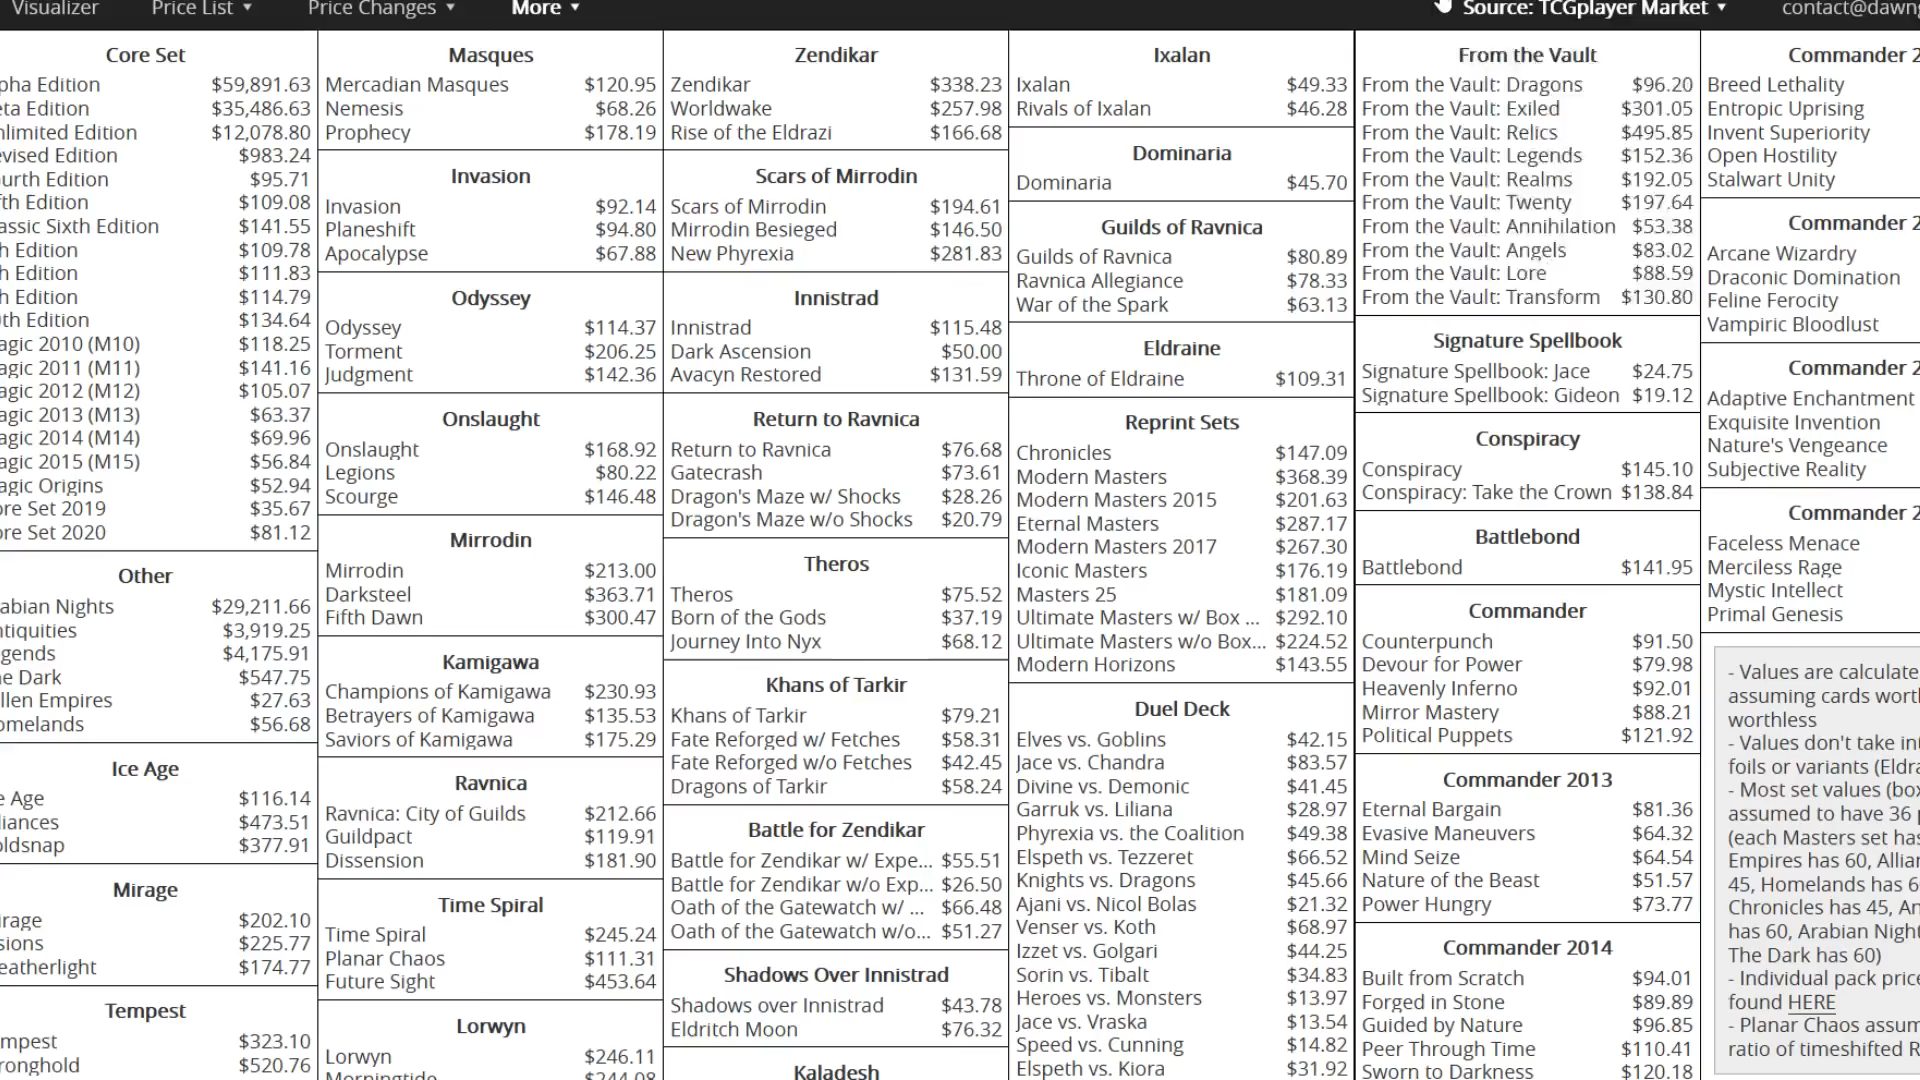 Visualizer
Price List ▼
Price Changes ▼
More ▼
Source: TCGplayer Market ▼
contact@dawng
Core Set
pha Edition $59,891.63
eta Edition $35,486.63
nlimited Edition $12,078.80
evised Edition $983.24
urth Edition $95.71
fth Edition $109.08
assic Sixth Edition $141.55
h Edition $109.78
h Edition $111.83
h Edition $114.79
th Edition $134.64
agic 2010 (M10) $118.25
agic 2011 (M11) $141.16
agic 2012 (M12) $105.07
agic 2013 (M13) $63.37
agic 2014 (M14) $69.96
agic 2015 (M15) $56.84
agic Origins $52.94
ore Set 2019 $35.67
ore Set 2020 $81.12
Other
abian Nights $29,211.66
ntiquities $3,919.25
gends $4,175.91
he Dark $547.75
llen Empires $27.63
omelands $56.68
Ice Age
e Age $116.14
liances $473.51
oldsnap $377.91
Mirage
irage $202.10
sions $225.77
eatherlight $174.77
Tempest
mpest $323.10
ronghold $520.76
Masques
Mercadian Masques $120.95
Nemesis $68.26
Prophecy $178.19
Invasion
Invasion $92.14
Planeshift $94.80
Apocalypse $67.88
Odyssey
Odyssey $114.37
Torment $206.25
Judgment $142.36
Onslaught
Onslaught $168.92
Legions $80.22
Scourge $146.48
Mirrodin
Mirrodin $213.00
Darksteel $363.71
Fifth Dawn $300.47
Kamigawa
Champions of Kamigawa $230.93
Betrayers of Kamigawa $135.53
Saviors of Kamigawa $175.29
Ravnica
Ravnica: City of Guilds $212.66
Guildpact $119.91
Dissension $181.90
Time Spiral
Time Spiral $245.24
Planar Chaos $111.31
Future Sight $453.64
Lorwyn
Lorwyn $246.11
Morningtide $244.08
Zendikar
Zendikar $338.23
Worldwake $257.98
Rise of the Eldrazi $166.68
Scars of Mirrodin
Scars of Mirrodin $194.61
Mirrodin Besieged $146.50
New Phyrexia $281.83
Innistrad
Innistrad $115.48
Dark Ascension $50.00
Avacyn Restored $131.59
Return to Ravnica
Return to Ravnica $76.68
Gatecrash $73.61
Dragon's Maze w/ Shocks $28.26
Dragon's Maze w/o Shocks $20.79
Theros
Theros $75.52
Born of the Gods $37.19
Journey Into Nyx $68.12
Khans of Tarkir
Khans of Tarkir $79.21
Fate Reforged w/ Fetches $58.31
Fate Reforged w/o Fetches $42.45
Dragons of Tarkir $58.24
Battle for Zendikar
Battle for Zendikar w/ Expe... $55.51
Battle for Zendikar w/o Exp... $26.50
Oath of the Gatewatch w/ ... $66.48
Oath of the Gatewatch w/o... $51.27
Shadows Over Innistrad
Shadows over Innistrad $43.78
Eldritch Moon $76.32
Kaladesh
Ixalan
Ixalan $49.33
Rivals of Ixalan $46.28
Dominaria
Dominaria $45.70
Guilds of Ravnica
Guilds of Ravnica $80.89
Ravnica Allegiance $78.33
War of the Spark $63.13
Eldraine
Throne of Eldraine $109.31
Reprint Sets
Chronicles $147.09
Modern Masters $368.39
Modern Masters 2015 $201.63
Eternal Masters $287.17
Modern Masters 2017 $267.30
Iconic Masters $176.19
Masters 25 $181.09
Ultimate Masters w/ Box ... $292.10
Ultimate Masters w/o Box... $224.52
Modern Horizons $143.55
Duel Deck
Elves vs. Goblins $42.15
Jace vs. Chandra $83.57
Divine vs. Demonic $41.45
Garruk vs. Liliana $28.97
Phyrexia vs. the Coalition $49.38
Elspeth vs. Tezzeret $66.52
Knights vs. Dragons $45.66
Ajani vs. Nicol Bolas $21.32
Venser vs. Koth $68.97
Izzet vs. Golgari $44.25
Sorin vs. Tibalt $34.83
Heroes vs. Monsters $13.97
Jace vs. Vraska $13.54
Speed vs. Cunning $14.82
Elspeth vs. Kiora $31.92
From the Vault
From the Vault: Dragons $96.20
From the Vault: Exiled $301.05
From the Vault: Relics $495.85
From the Vault: Legends $152.36
From the Vault: Realms $192.05
From the Vault: Twenty $197.64
From the Vault: Annihilation $53.38
From the Vault: Angels $83.02
From the Vault: Lore $88.59
From the Vault: Transform $130.80
Signature Spellbook
Signature Spellbook: Jace $24.75
Signature Spellbook: Gideon $19.12
Conspiracy
Conspiracy $145.10
Conspiracy: Take the Crown $138.84
Battlebond
Battlebond $141.95
Commander
Counterpunch $91.50
Devour for Power $79.98
Heavenly Inferno $92.01
Mirror Mastery $88.21
Political Puppets $121.92
Commander 2013
Eternal Bargain $81.36
Evasive Maneuvers $64.32
Mind Seize $64.54
Nature of the Beast $51.57
Power Hungry $73.77
Commander 2014
Built from Scratch $94.01
Forged in Stone $89.89
Guided by Nature $96.85
Peer Through Time $110.41
Sworn to Darkness $120.18
Commander 2
Breed Lethality
Entropic Uprising
Invent Superiority
Open Hostility
Stalwart Unity
Commander 2
Arcane Wizardry
Draconic Domination
Feline Ferocity
Vampiric Bloodlust
Commander 2
Adaptive Enchantment
Exquisite Invention
Nature's Vengeance
Subjective Reality
Commander 2
Faceless Menace
Merciless Rage
Mystic Intellect
Primal Genesis
- Values are calculate
assuming cards wort
worthless
- Values don't take int
foils or variants (Eldra
- Most set values (box
assumed to have 36 p
(each Masters set has
Empires has 60, Allian
45, Homelands has 6
Chronicles has 45, An
has 60, Arabian Night
The Dark has 60)
- Individual pack price
found HERE
- Planar Chaos assum
ratio of timeshifted R